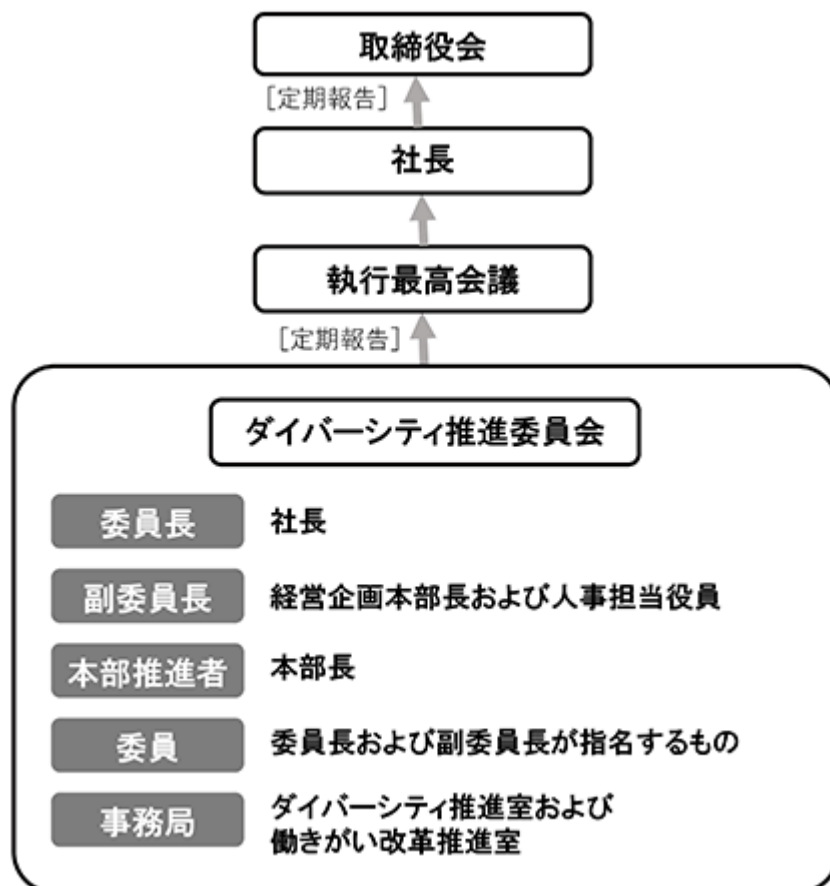 取締役会
[定期報告]
社長
執行最高会議
[定期報告]
ダイバーシティ推進委員会
委員長 社長
副委員長 経営企画本部長および人事担当役員
本部推進者 本部長
委員 委員長および副委員長が指名するもの
事務局 ダイバーシティ推進室および
働きがい改革推進室